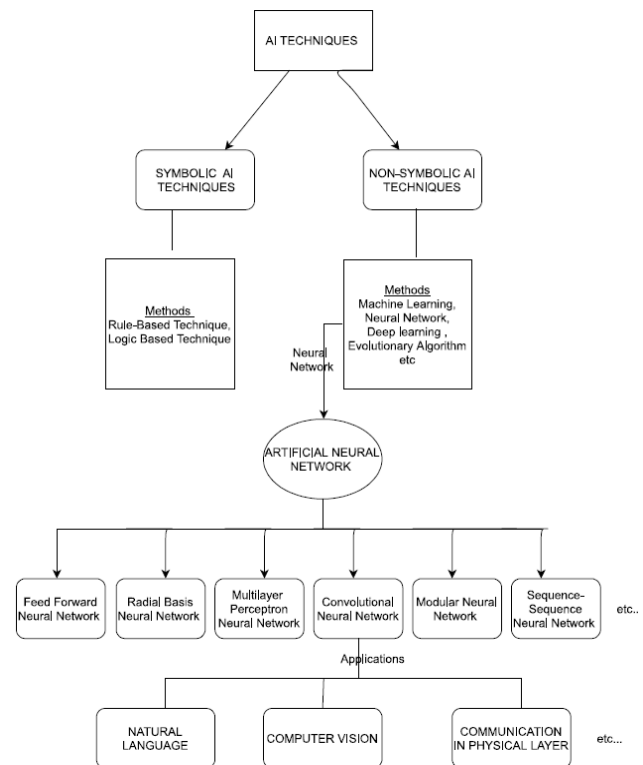 AI TECHNIQUES
SYMBOLIC AI
TECHNIQUES
NON-SYMBOLIC AI
TECHNIQUES
Methods
Rule-Based Technique,
Logic Based Technique
Methods
Machine Learning,
Neural Network,
Deep learning ,
Evolutionary Algorithm
etc
Neural
Network
ARTIFICIAL NEURAL
NETWORK
Feed Forward
Neural Network
Radial Basis
Neural Network
Multilayer
Perceptron
Neural Network
Convolutional
Neural Network
Modular Neural
Network
Sequence-
Sequence
Neural Network
etc..
Applications
NATURAL
LANGUAGE
COMPUTER VISION
COMMUNICATION
IN PHYSICAL LAYER
etc...